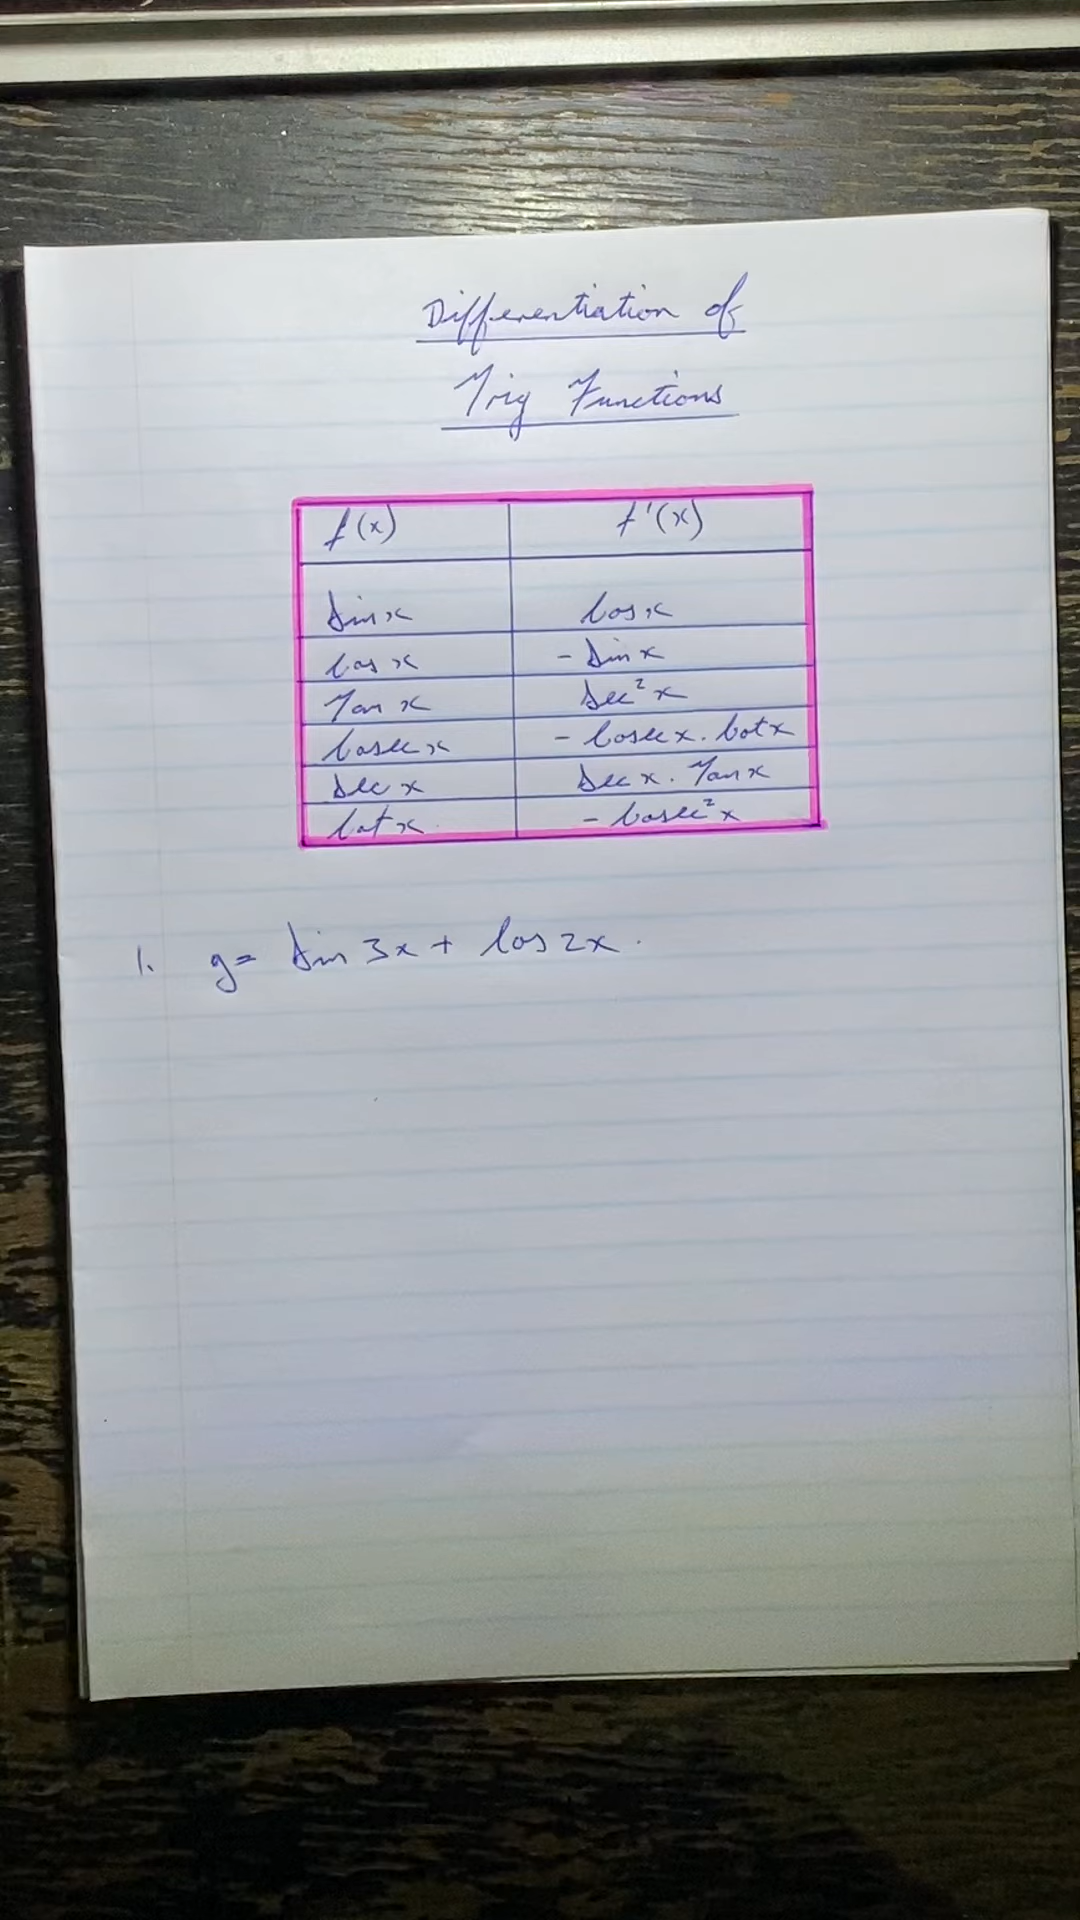 Differentiation of
Trig Functions
f(x) f'(x)
Sin x Cos x
Cos x - Sin x
Tan x Sec² x
Cosec x - Cosec x . Cot x
Sec x Sec x . Tan x
Cot x - Cosec² x
1. y = Sin 3x + Cos 2x.